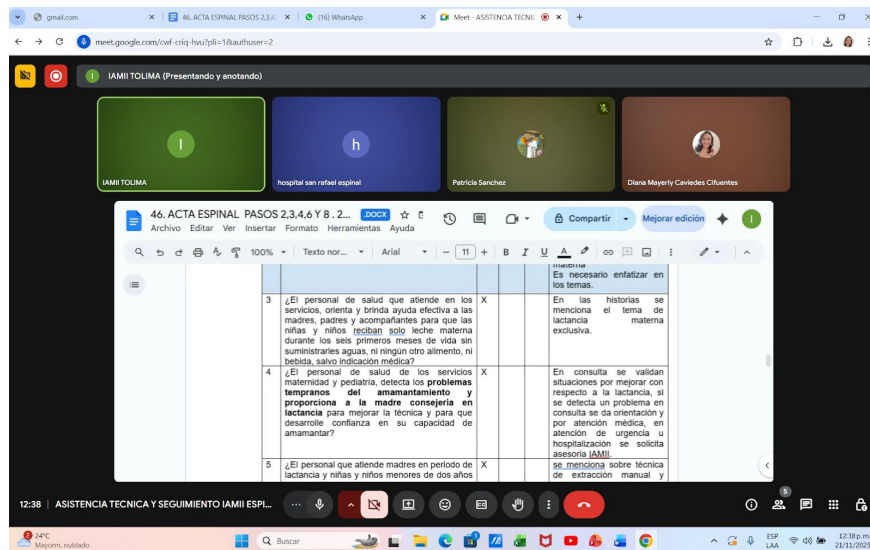 gmail.com
46. ACTA ESPINAL PASOS 2,3,4,6
(16) WhatsApp
Meet - ASISTENCIA TECNIC
meet.google.com/cwf-criq-hvu?pli=1&authuser=2
I IAMII TOLIMA (Presentando y anotando)
I
h
IAMII TOLIMA
hospital san rafael espinal
Patricia Sanchez
Diana Mayerly Caviedes Cifuentes
46. ACTA ESPINAL PASOS 2,3,4,6 Y 8 . 2... .DOCX
Archivo Editar Ver Insertar Formato Herramientas Ayuda
Compartir
Mejorar edición
I
100% Texto nor... Arial − 11 + B I U A
materna
Es necesario enfatizar en
los temas.
3 ¿El personal de salud que atiende en los
servicios, orienta y brinda ayuda efectiva a las
madres, padres y acompañantes para que las
niñas y niños reciban solo leche materna
durante los seis primeros meses de vida sin
suministrarles aguas, ni ningún otro alimento, ni
bebida, salvo indicación médica?
X
En las historias se
menciona el tema de
lactancia materna
exclusiva.
4 ¿El personal de salud de los servicios
maternidad y pediatría, detecta los problemas
tempranos del amamantamiento y
proporciona a la madre consejería en
lactancia para mejorar la técnica y para que
desarrolle confianza en su capacidad de
amamantar?
X
En consulta se validan
situaciones por mejorar con
respecto a la lactancia, si
se detecta un problema en
consulta se da orientación y
por atención médica, en
atención de urgencia u
hospitalización se solicita
asesoria IAMII.
5 ¿El personal que atiende madres en periodo de
lactancia y niñas y niños menores de dos años
X
se menciona sobre técnica
de extracción manual y
12:38 | ASISTENCIA TECNICA Y SEGUIMIENTO IAMII ESPI...
5
24°C
Mayorm. nublado
Buscar
ESP
LAA
12:38 p.m.
21/11/2025